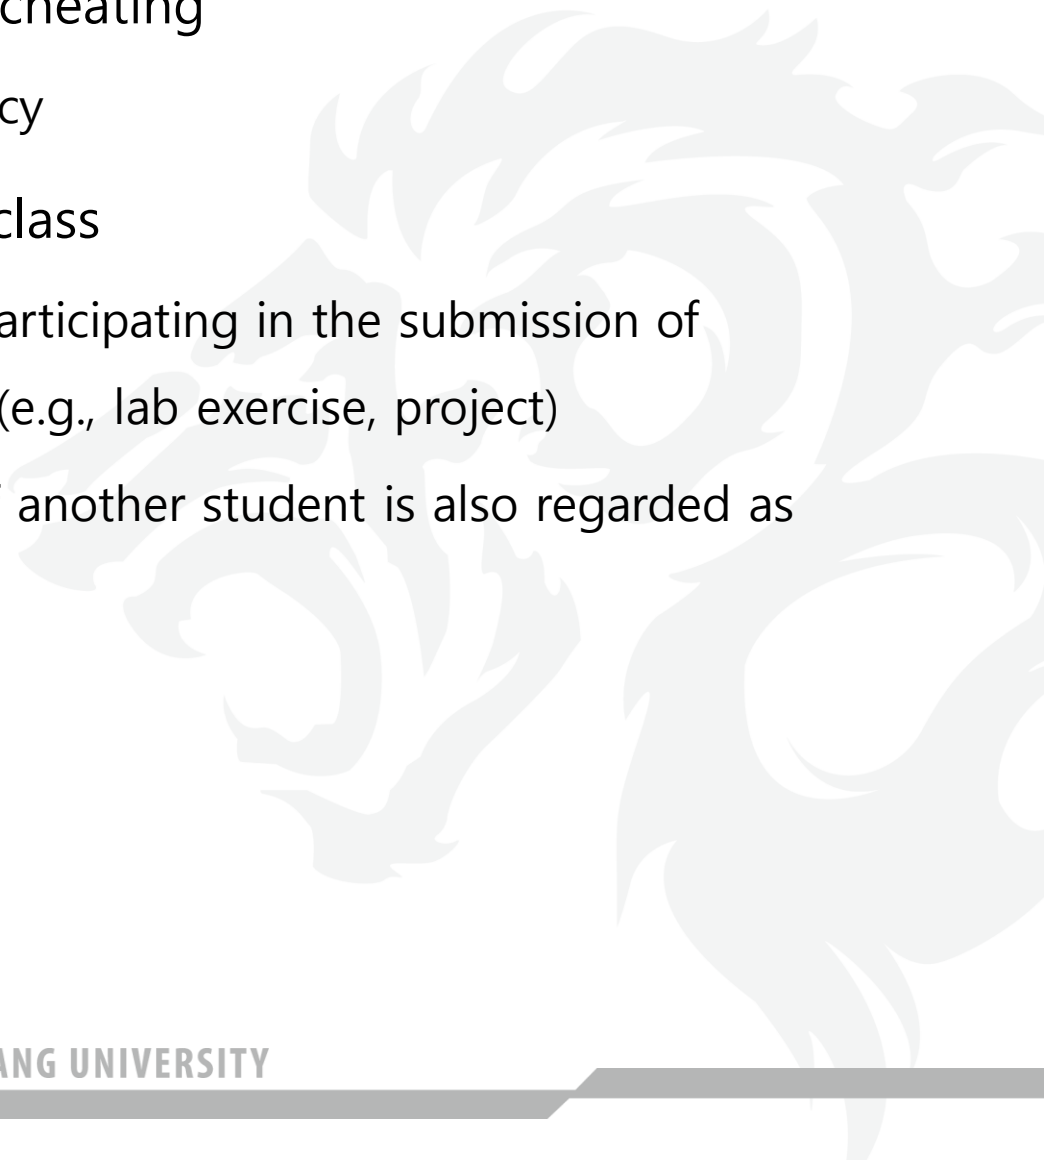 cheating
cy
class
articipating in the submission of
(e.g., lab exercise, project)
another student is also regarded as
ANG UNIVERSITY